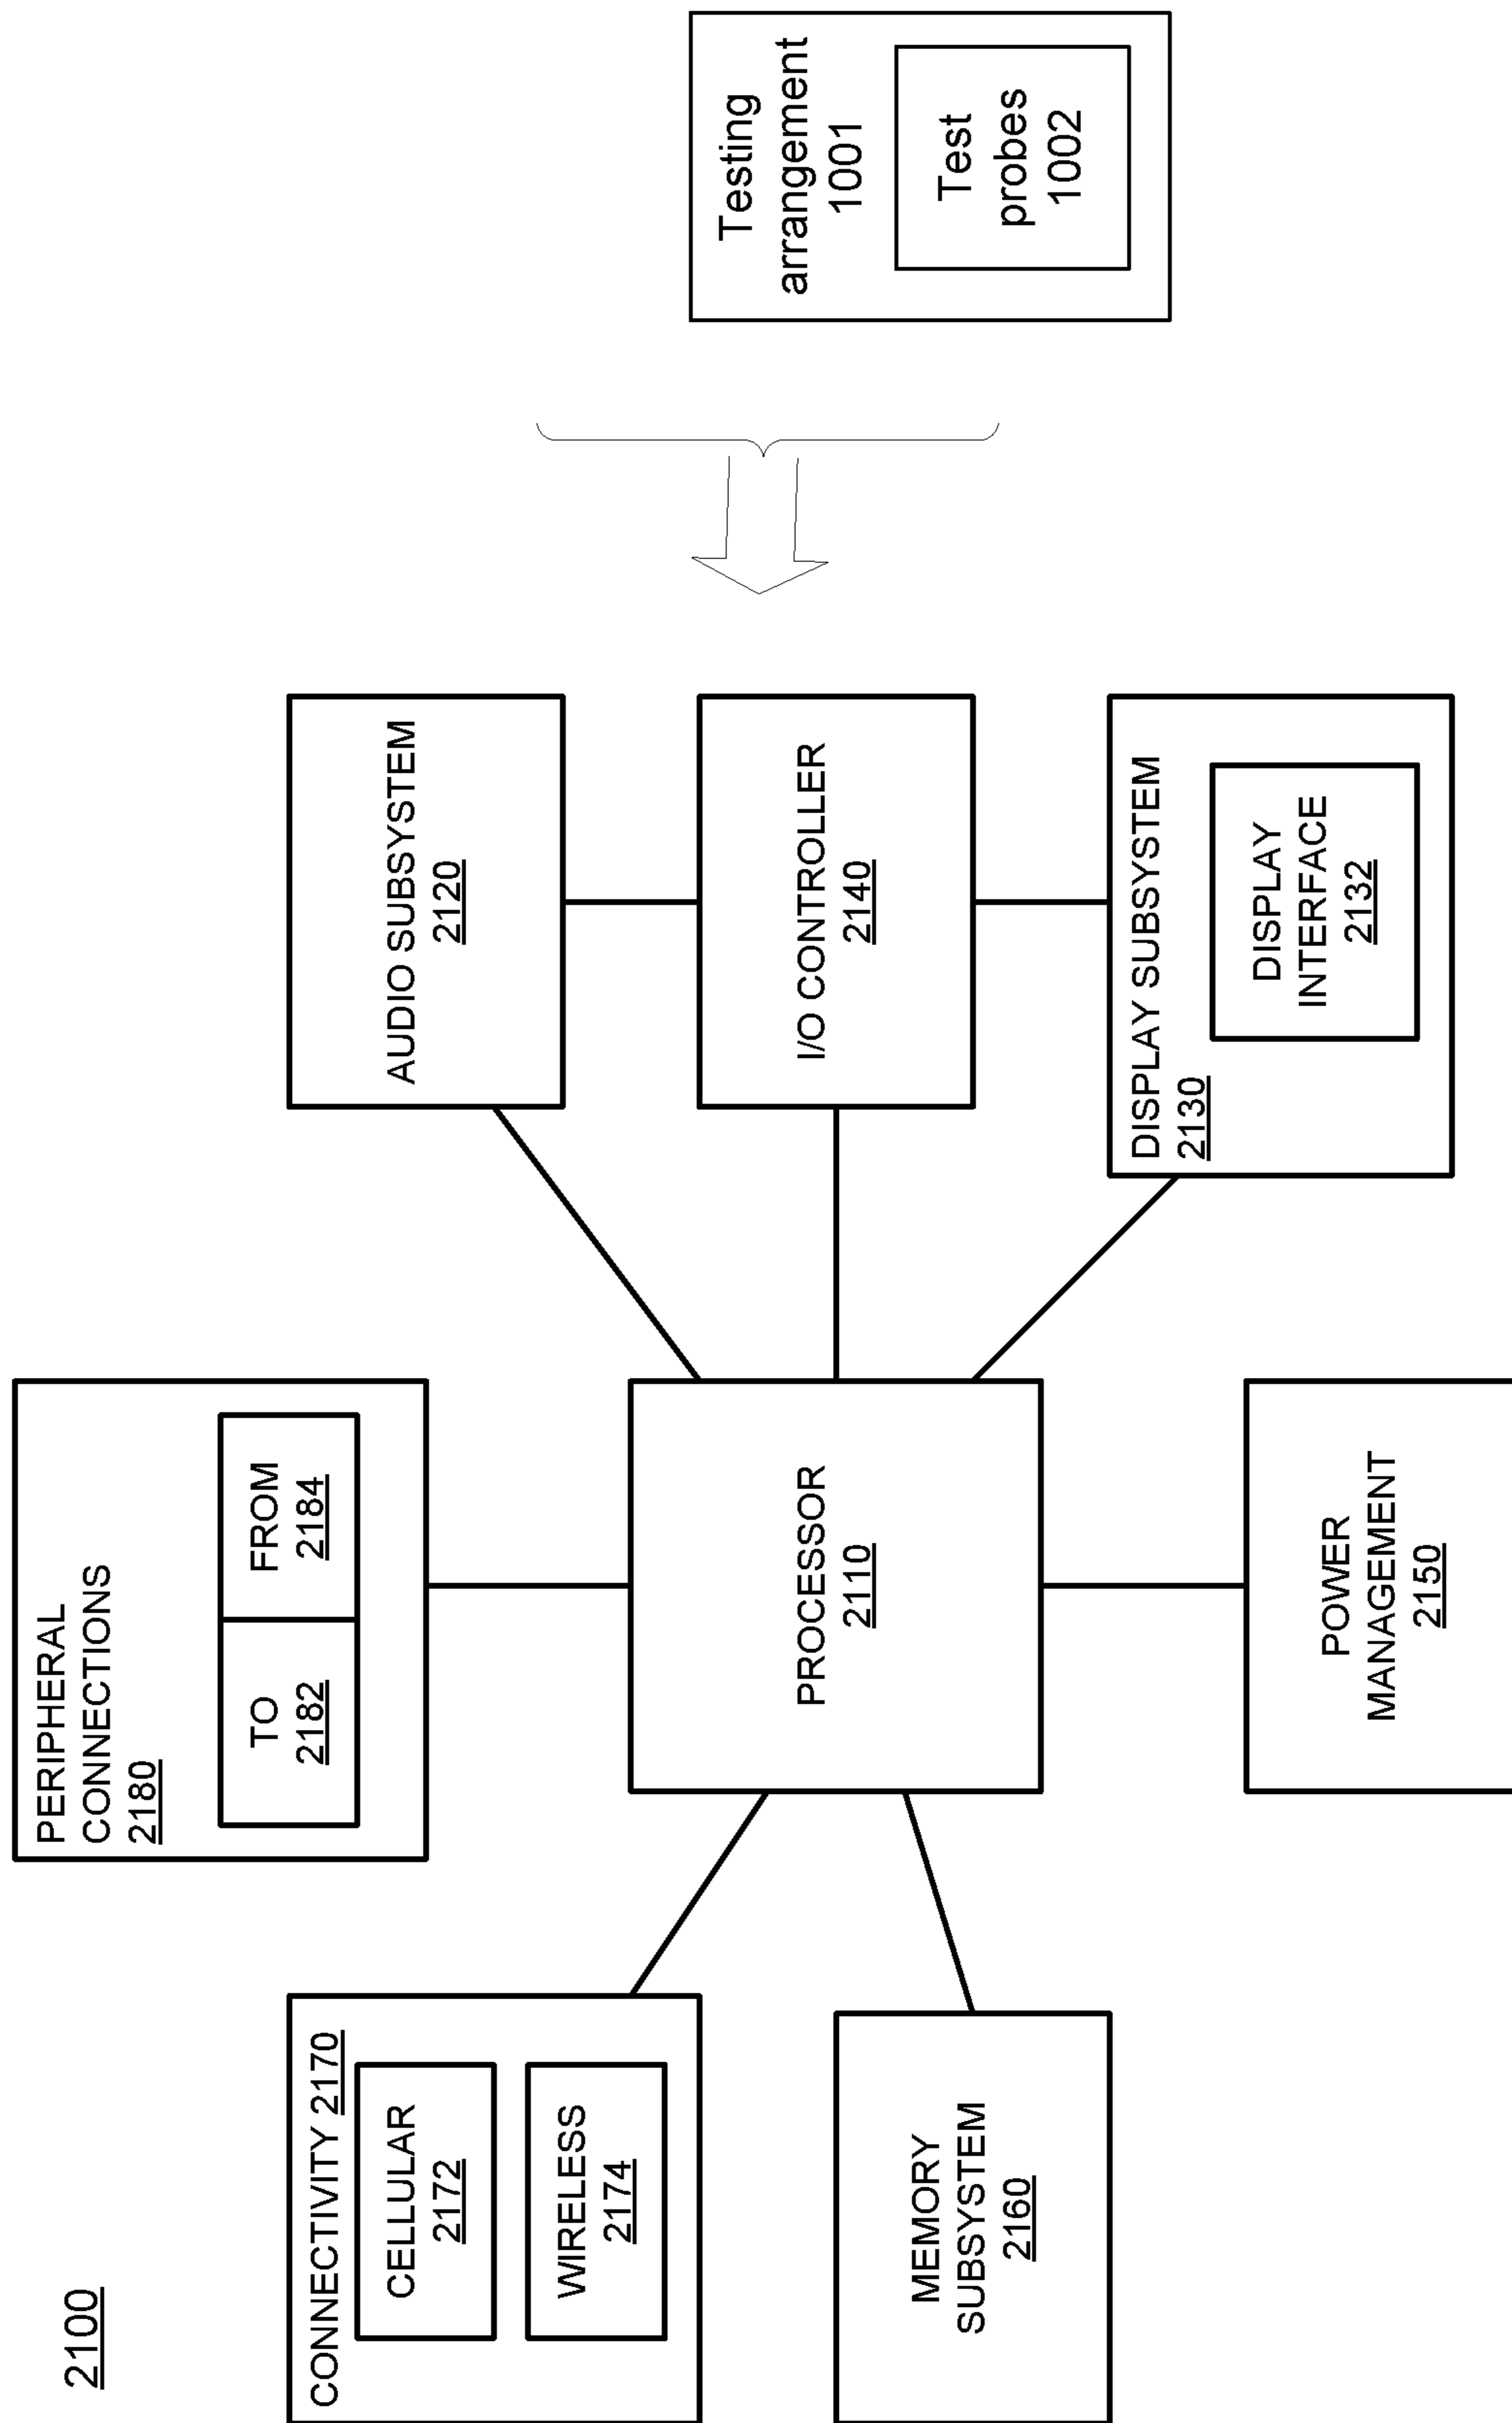 2100
PERIPHERAL
CONNECTIONS
2180
TO
2182
FROM
2184
CONNECTIVITY 2170
CELLULAR
2172
WIRELESS
2174
AUDIO SUBSYSTEM
2120
PROCESSOR
2110
I/O CONTROLLER
2140
MEMORY
SUBSYSTEM
2160
DISPLAY SUBSYSTEM
2130
DISPLAY
INTERFACE
2132
POWER
MANAGEMENT
2150
Testing
arrangement
1001
Test
probes
1002